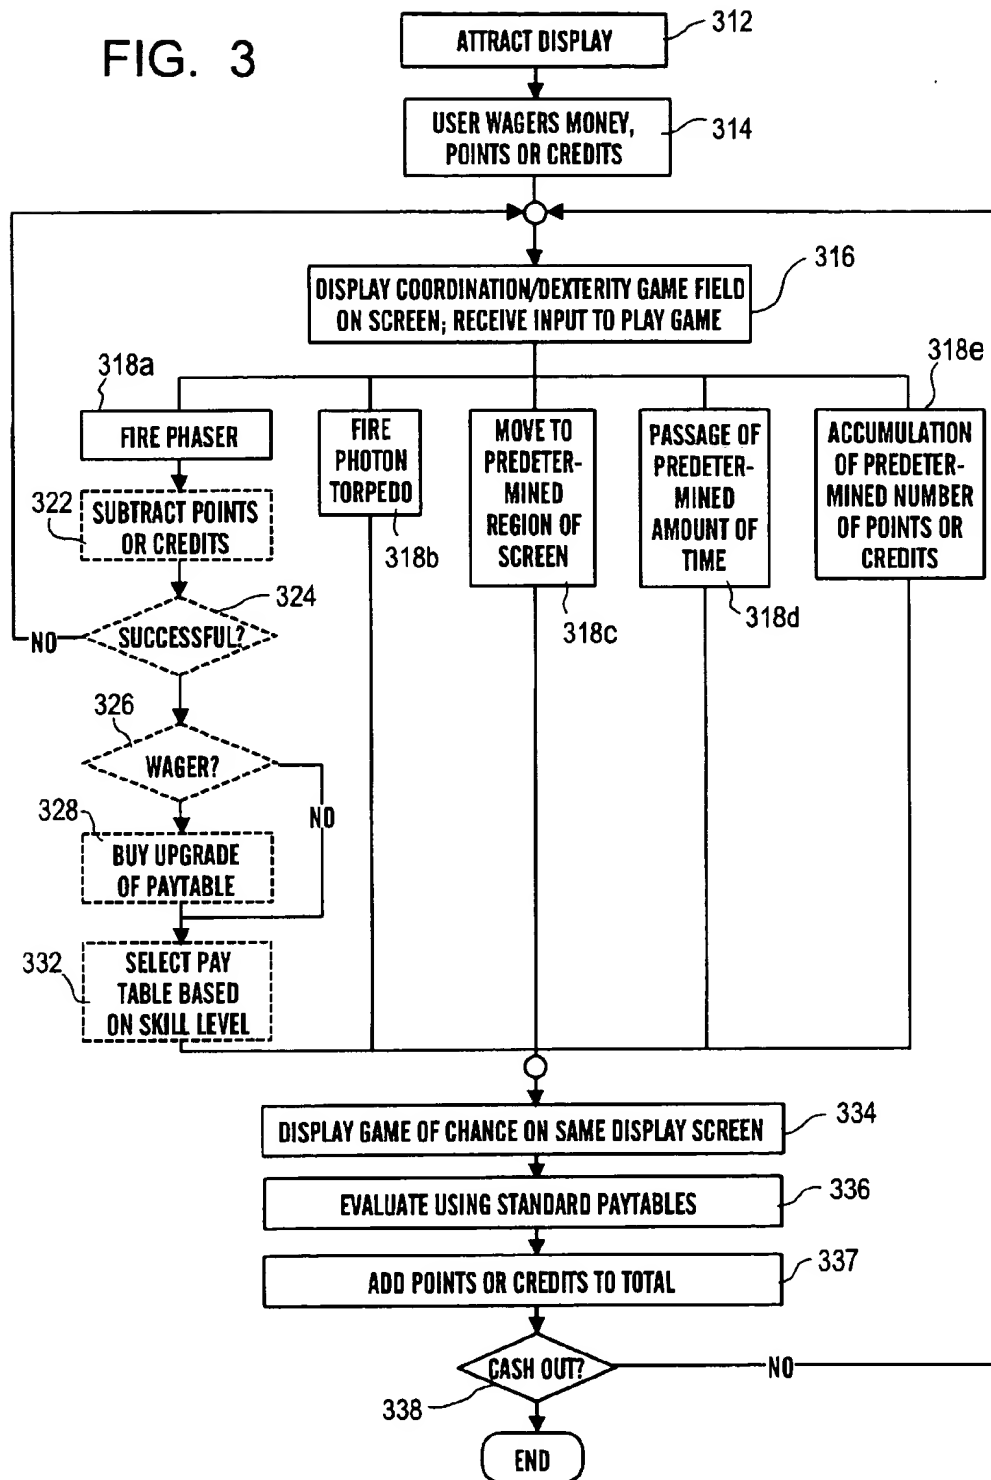 FIG. 3
ATTRACT DISPLAY
312
USER WAGERS MONEY,
POINTS OR CREDITS
314
DISPLAY COORDINATION/DEXTERITY GAME FIELD
ON SCREEN; RECEIVE INPUT TO PLAY GAME
316
318a
FIRE PHASER
322
SUBTRACT POINTS
OR CREDITS
324
SUCCESSFUL?
NO
326
WAGER?
NO
328
BUY UPGRADE
OF PAYTABLE
332
SELECT PAY
TABLE BASED
ON SKILL LEVEL
FIRE
PHOTON
TORPEDO
318b
MOVE TO
PREDETER-
MINED
REGION OF
SCREEN
318c
PASSAGE OF
PREDETER-
MINED
AMOUNT OF
TIME
318d
318e
ACCUMULATION
OF PREDETER-
MINED NUMBER
OF POINTS OR
CREDITS
DISPLAY GAME OF CHANCE ON SAME DISPLAY SCREEN
334
EVALUATE USING STANDARD PAYTABLES
336
ADD POINTS OR CREDITS TO TOTAL
337
CASH OUT?
NO
338
END